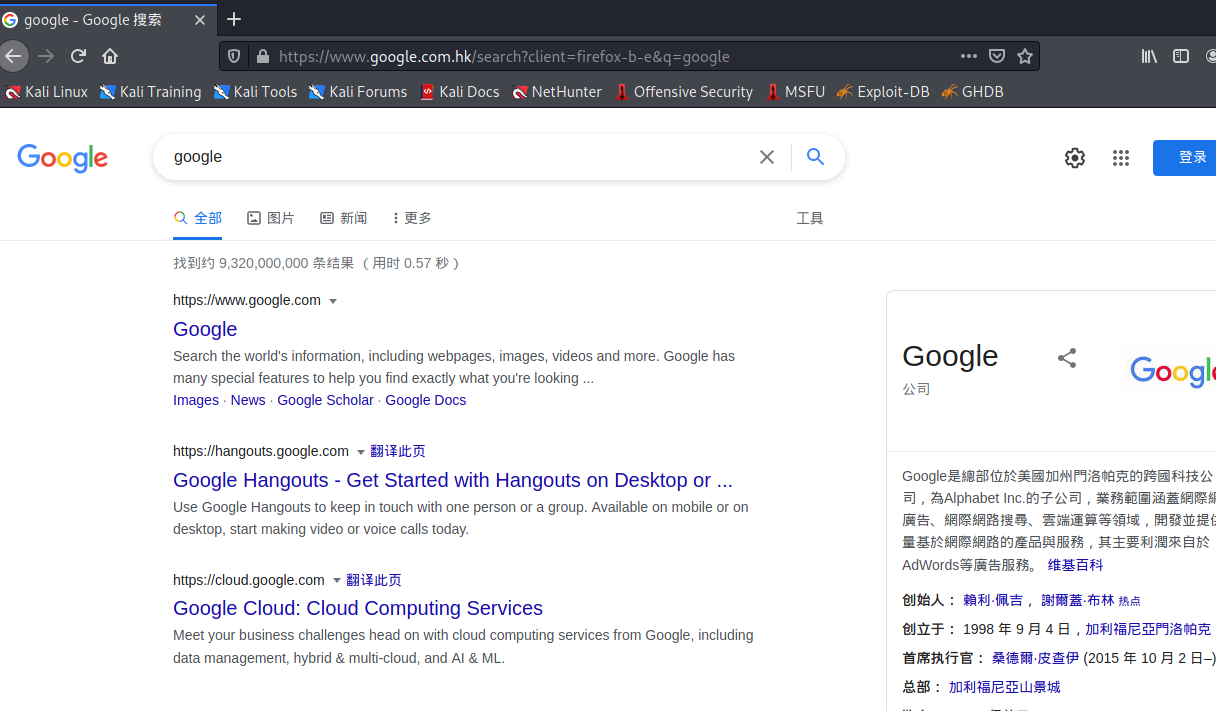 google - Google 搜索
https://www.google.com.hk/search?client=firefox-b-e&q=google
Kali Linux Kali Training Kali Tools Kali Forums Kali Docs NetHunter Offensive Security MSFU Exploit-DB GHDB
Google google 登录
全部 图片 新闻 更多 工具
找到约 9,320,000,000 条结果 （用时 0.57 秒）
https://www.google.com
Google
Search the world's information, including webpages, images, videos and more. Google has
many special features to help you find exactly what you're looking ...
Images · News · Google Scholar · Google Docs
https://hangouts.google.com 翻译此页
Google Hangouts - Get Started with Hangouts on Desktop or ...
Use Google Hangouts to keep in touch with one person or a group. Available on mobile or on
desktop, start making video or voice calls today.
https://cloud.google.com 翻译此页
Google Cloud: Cloud Computing Services
Meet your business challenges head on with cloud computing services from Google, including
data management, hybrid & multi-cloud, and AI & ML.
Google
公司
Google
Google是總部位於美國加州門洛帕克的跨國科技公
司，為Alphabet Inc.的子公司，業務範圍涵蓋網際網
廣告、網際網路搜尋、雲端運算等領域，開發並提供
量基於網際網路的產品與服務，其主要利潤來自於
AdWords等廣告服務。 维基百科
创始人： 賴利·佩吉， 謝爾蓋·布林 热点
创立于： 1998 年 9 月 4 日，加利福尼亞門洛帕克
首席执行官： 桑德爾·皮查伊 (2015 年 10 月 2 日–)
总部： 加利福尼亞山景城